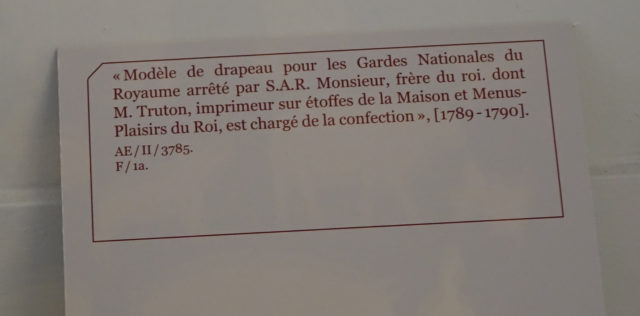 « Modèle de drapeau pour les Gardes Nationales du
Royaume arrêté par S.A.R. Monsieur, frère du roi. dont
M. Truton, imprimeur sur étoffes de la Maison et Menus-
Plaisirs du Roi, est chargé de la confection », [1789 - 1790].
AE / II / 3785.
F / 1a.